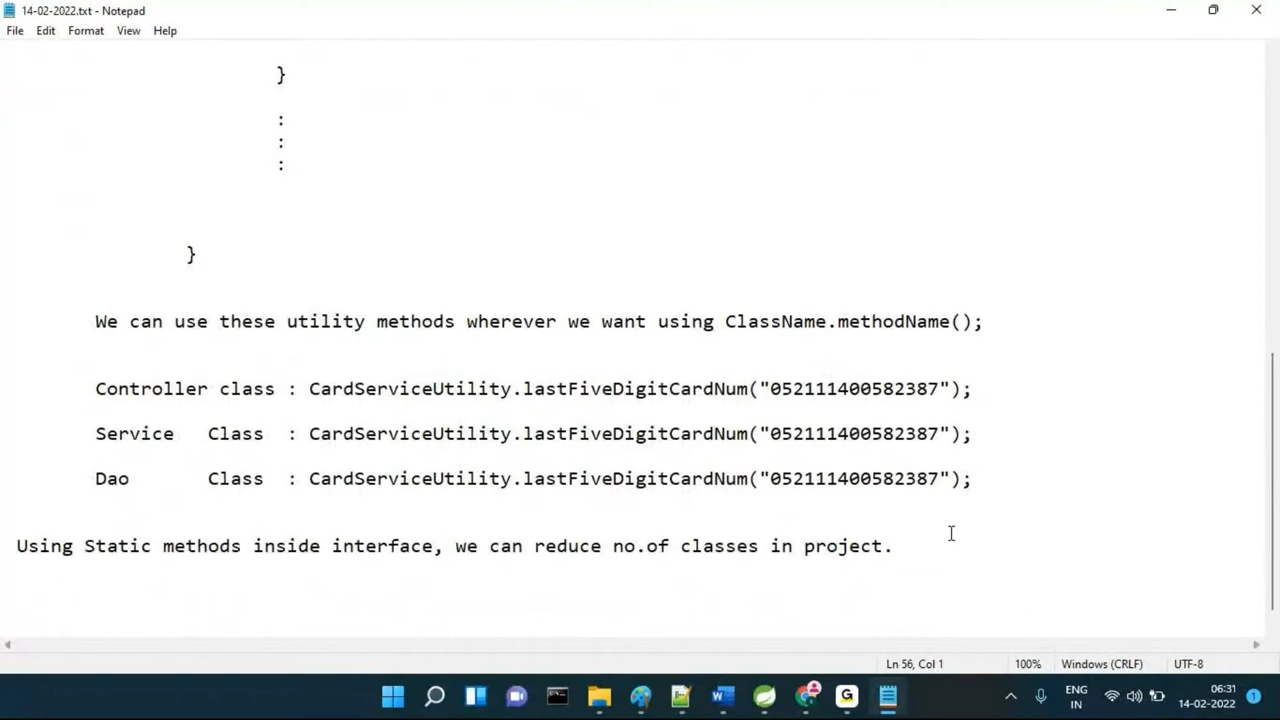 14-02-2022.txt - Notepad
File Edit Format View Help
}
:
:
:
}
We can use these utility methods wherever we want using ClassName.methodName();
Controller class : CardServiceUtility.lastFiveDigitCardNum("052111400582387");
Service Class : CardServiceUtility.lastFiveDigitCardNum("052111400582387");
Dao Class : CardServiceUtility.lastFiveDigitCardNum("052111400582387");
Using Static methods inside interface, we can reduce no.of classes in project.
Ln 56, Col 1 100% Windows (CRLF) UTF-8
ENG 06:31
IN 14-02-2022 1